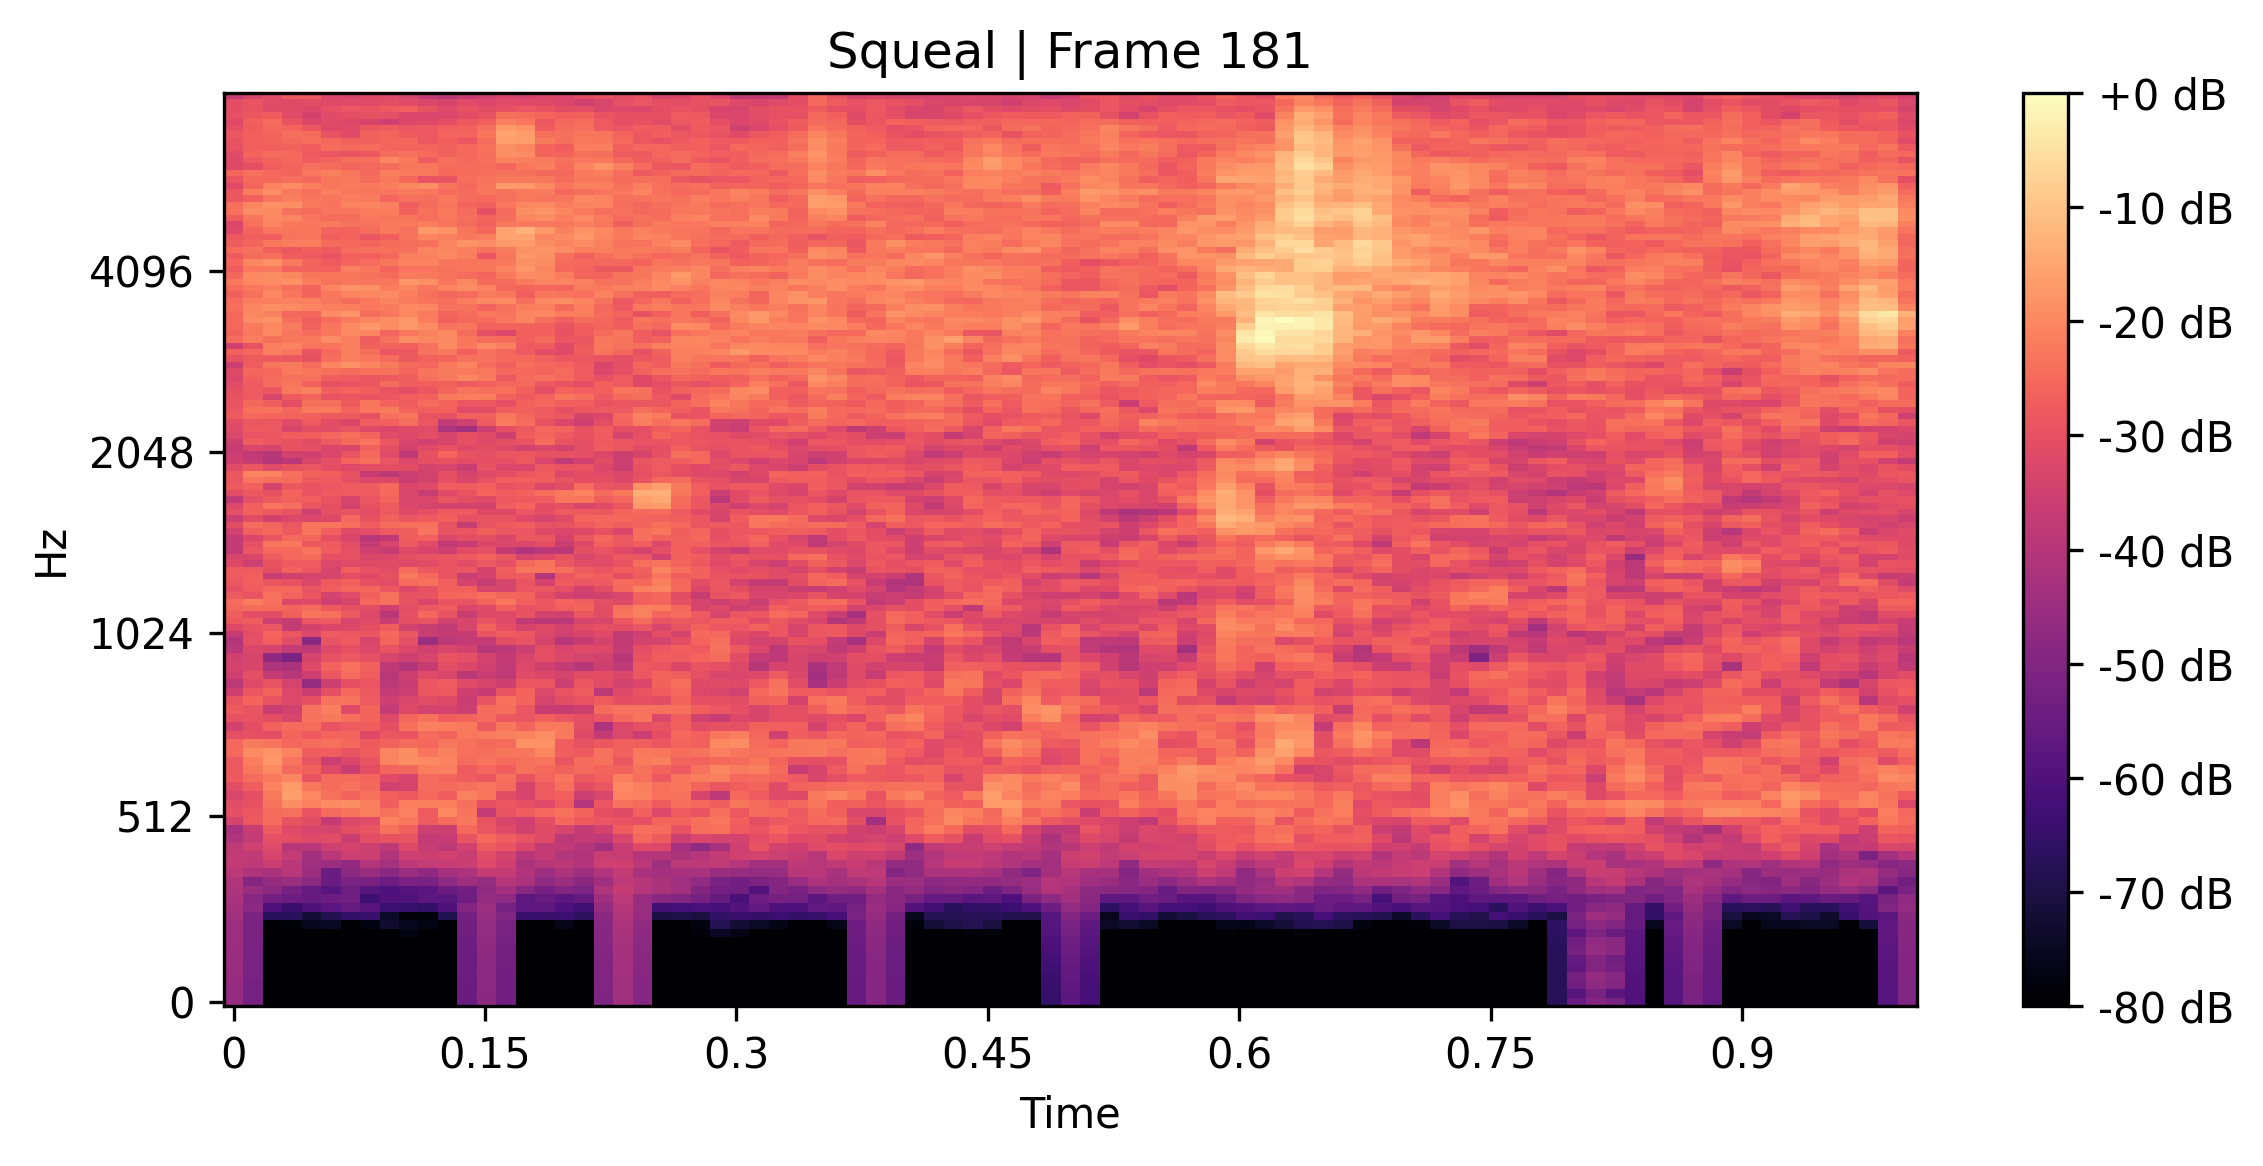 Squeal | Frame 181
+0 dB
-10 dB
-20 dB
-30 dB
-40 dB
-50 dB
-60 dB
-70 dB
-80 dB
4096
2048
1024
512
0
Hz
0 0.15 0.3 0.45 0.6 0.75 0.9
Time